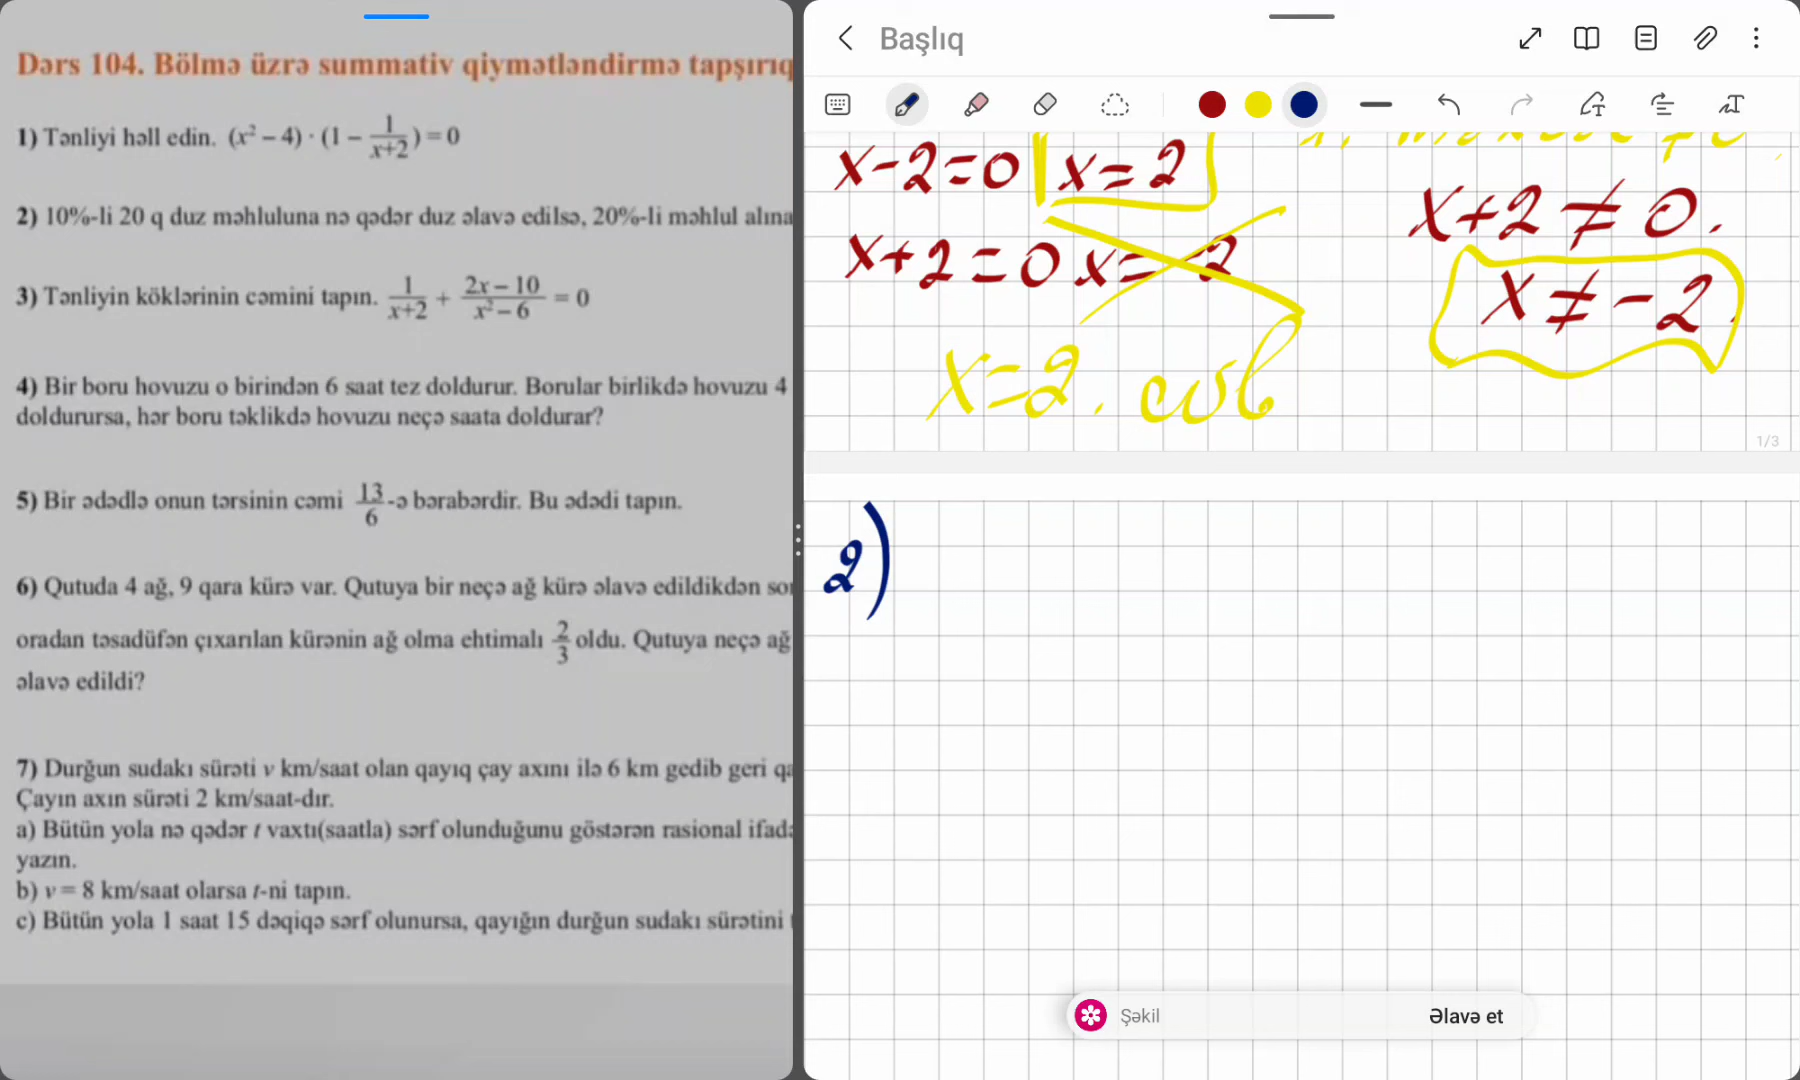 Dərs 104. Bölmə üzrə summativ qiymətləndirmə tapşırıq
1) Tənliyi həll edin. (x² – 4) · (1 – 1/(x+2)) = 0
2) 10%-li 20 q duz məhluluna nə qədər duz əlavə edilsə, 20%-li məhlul alına
3) Tənliyin köklərinin cəmini tapın. 1/(x+2) + (2x – 10)/(x² – 6) = 0
4) Bir boru hovuzu o birindən 6 saat tez doldurur. Borular birlikdə hovuzu 4
doldurursa, hər boru təklikdə hovuzu neçə saata doldurar?
5) Bir ədədlə onun tərsinin cəmi 13/6-ə bərabərdir. Bu ədədi tapın.
6) Qutuda 4 ağ, 9 qara kürə var. Qutuya bir neçə ağ kürə əlavə edildikdən
oradan təsadüfən çıxarılan kürənin ağ olma ehtimalı 2/3 oldu. Qutuya neçə ağ
əlavə edildi?
7) Durğun sudakı sürəti v km/saat olan qayıq çay axını ilə 6 km gedib geri
Çayın axın sürəti 2 km/saat-dır.
a) Bütün yola nə qədər t vaxtı(saatla) sərf olunduğunu göstərən rasional ifadə
yazın.
b) v = 8 km/saat olarsa t-ni tapın.
c) Bütün yola 1 saat 15 dəqiqə sərf olunursa, qayığın durğun sudakı sürətini
Başlıq
x-2=0 x=2
x+2=0 x=-2
x=2. cvb
x+2≠0.
x≠-2
1/3
2)
Şəkil
Əlavə et